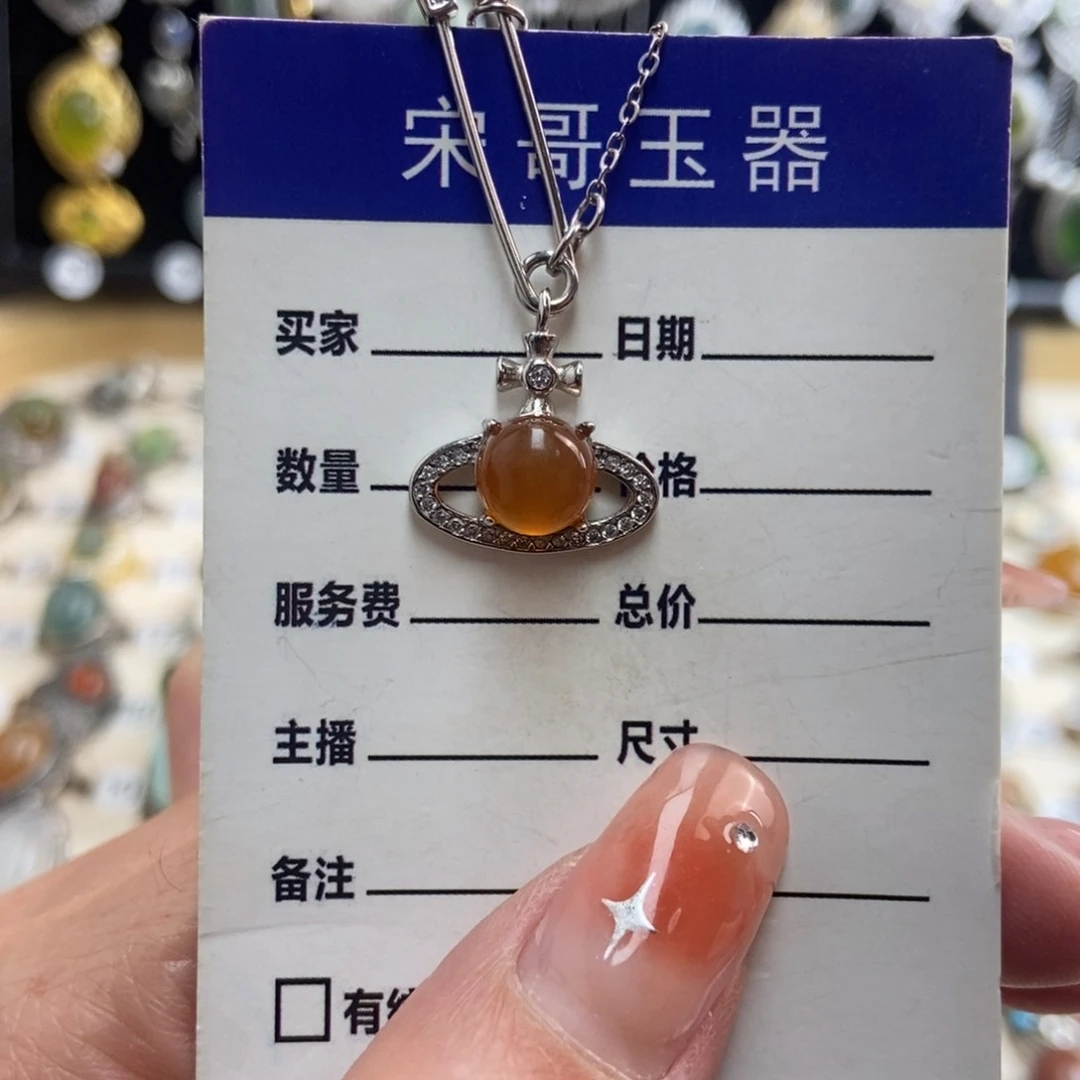 宋哥玉器
买家 日期
数量 格
服务费 总价
主播 尺寸
备注
有